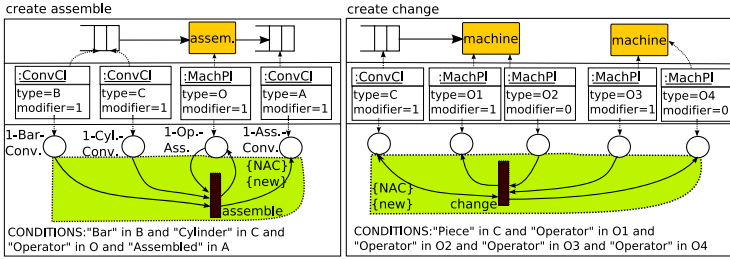 create assemble
assem.
:ConvCl
type=B
modifier=1
:ConvCl
type=C
modifier=1
:MachPl
type=O
modifier=1
:ConvCl
type=A
modifier=1
1-Bar-
Conv.
1-Cyl.-
Conv.
1-Op.-
Ass.
1-Ass.-
Conv.
{NAC}
{new}
assemble
CONDITIONS:"Bar" in B and "Cylinder" in C and
"Operator" in O and "Assembled" in A
create change
machine
machine
:ConvCl
type=C
modifier=1
:MachPl
type=O1
modifier=1
:MachPl
type=O2
modifier=0
:MachPl
type=O3
modifier=1
:MachPl
type=O4
modifier=0
{NAC}
{new}
change
CONDITIONS:"Piece" in C and "Operator" in O1 and
"Operator" in O2 and "Operator" in O3 and "Operator" in O4